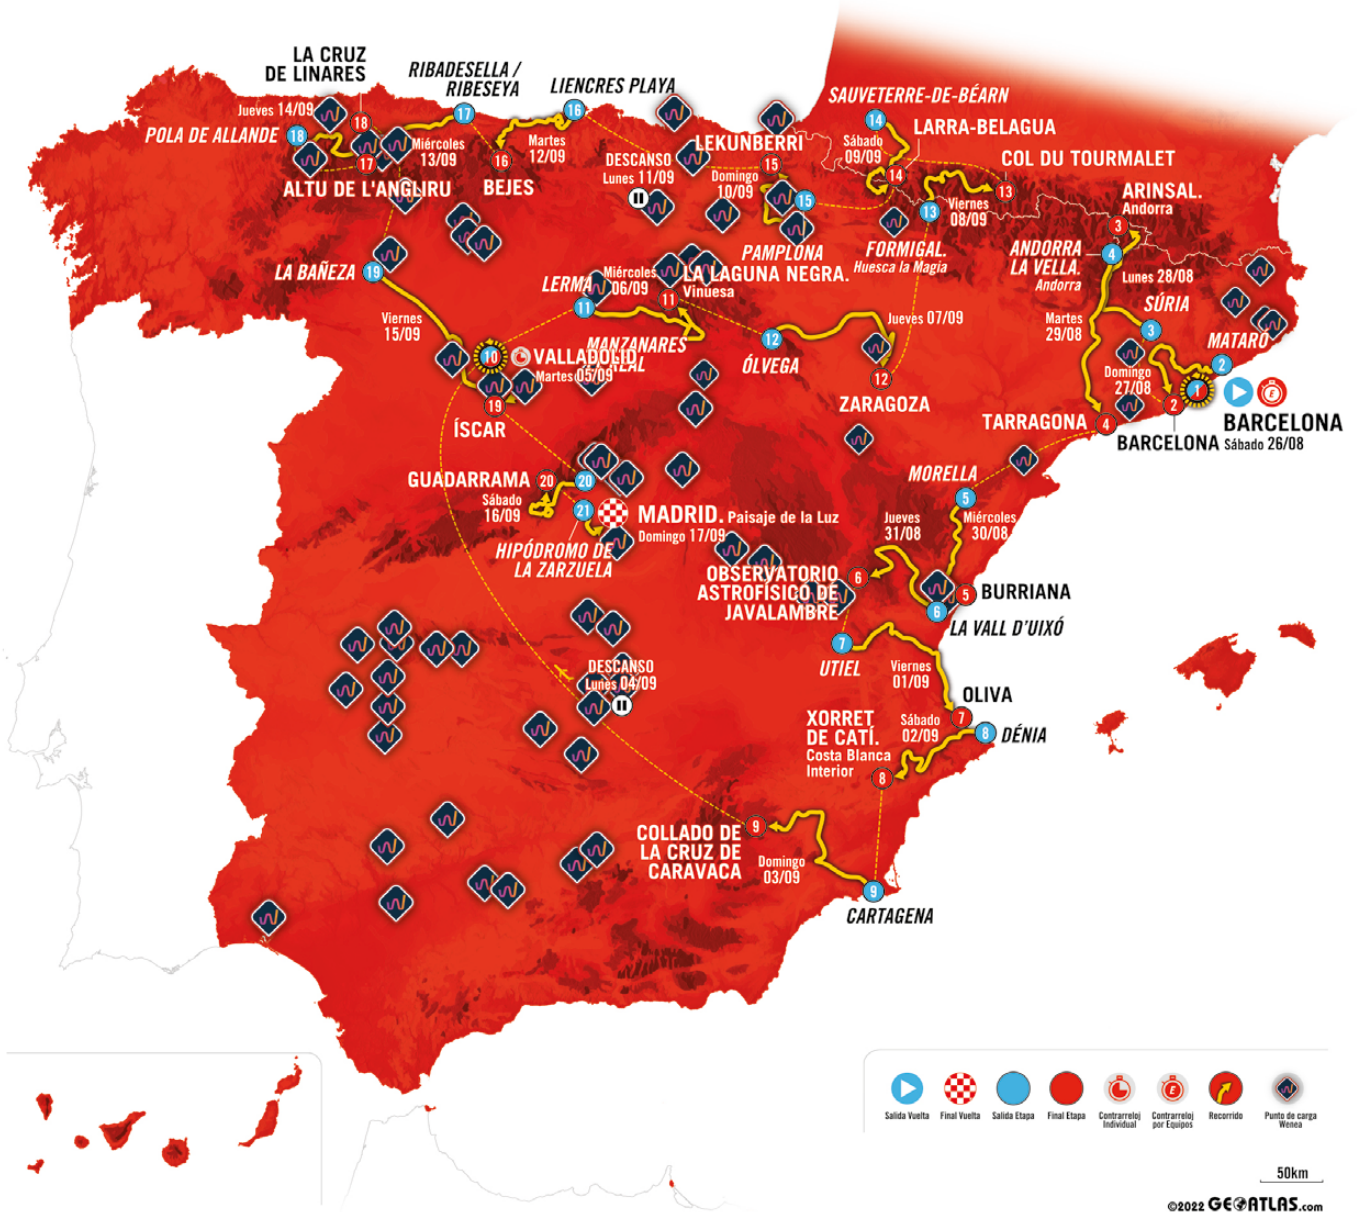 LA CRUZ
DE LINARES
Jueves 14/09
RIBADESELLA /
RIBESEYA
LIENCRES PLAYA
POLA DE ALLANDE
18
18
17
17
16
16
Miércoles
13/09
Martes
12/09
ALTU DE L'ANGLIRU
BEJES
DESCANSO
Lunes 11/09
LEKUNBERRI
15
Domingo
10/09
15
PAMPLONA
SAUVETERRE-DE-BÉARN
14
Sábado
09/09
LARRA-BELAGUA
14
COL DU TOURMALET
13
13
Viernes
08/09
FORMIGAL.
Huesca la Magia
ARINSAL.
Andorra
3
ANDORRA
LA VELLA.
Andorra
4
Lunes 28/08
SÚRIA
3
Martes
29/08
MATARÓ
2
Domingo
27/08
1
2
BARCELONA
Sábado 26/08
BARCELONA
TARRAGONA
4
LA BAÑEZA
19
Viernes
15/09
LERMA
11
Miércoles
06/09
LA LAGUNA NEGRA.
Vinuesa
11
MANZANARES
EL REAL
10
VALLADOLID
Martes 05/09
19
ÍSCAR
12
ÓLVEGA
Jueves 07/09
12
ZARAGOZA
GUADARRAMA
20
20
Sábado
16/09
21
MADRID. Paisaje de la Luz
Domingo 17/09
HIPÓDROMO DE
LA ZARZUELA
MORELLA
5
Miércoles
30/08
Jueves
31/08
OBSERVATORIO
ASTROFÍSICO DE
JAVALAMBRE
6
5
BURRIANA
6
LA VALL D'UIXÓ
7
UTIEL
Viernes
01/09
OLIVA
7
8
DÉNIA
XORRET
DE CATÍ.
Costa Blanca
Interior
Sábado
02/09
8
DESCANSO
Lunes 04/09
9
COLLADO DE
LA CRUZ DE
CARAVACA
Domingo
03/09
9
CARTAGENA
Salida Vuelta
Final Vuelta
Salida Etapa
Final Etapa
Contrarreloj
Individual
Contrarreloj
por Equipos
Recorrido
Punto de carga
Wenea
50km
©2022 GEOATLAS.com